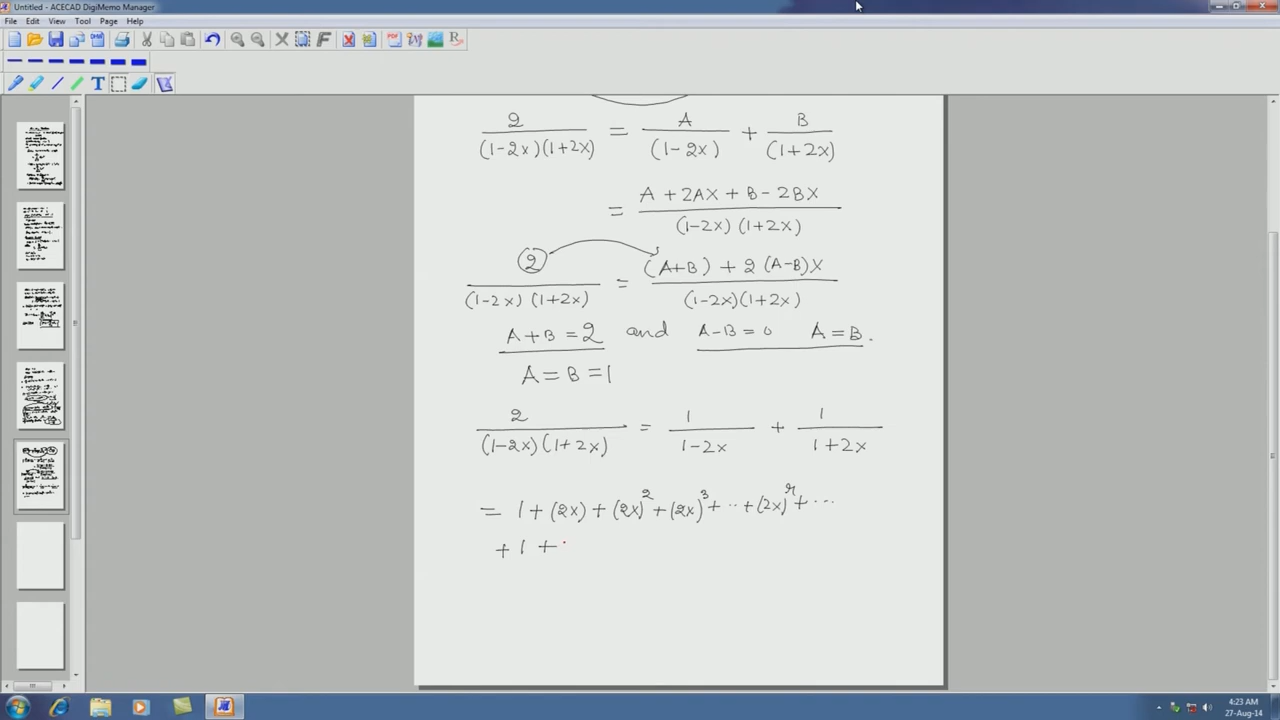 Untitled - ACECAD DigiMemo Manager
File Edit View Tool Page Help
2/((1-2x)(1+2x)) = A/(1-2x) + B/(1+2x)
= (A + 2AX + B - 2BX)/((1-2x)(1+2x))
2/((1-2x)(1+2x)) = ((A+B) + 2(A-B)X)/((1-2x)(1+2x))
A+B = 2 and A-B = 0 A = B.
A = B = 1
2/((1-2x)(1+2x)) = 1/(1-2x) + 1/(1+2x)
= 1 + (2x) + (2x)^2 + (2x)^3 + ·· + (2x)^r + ···
+ 1 +
4:23 AM
27-Aug-14